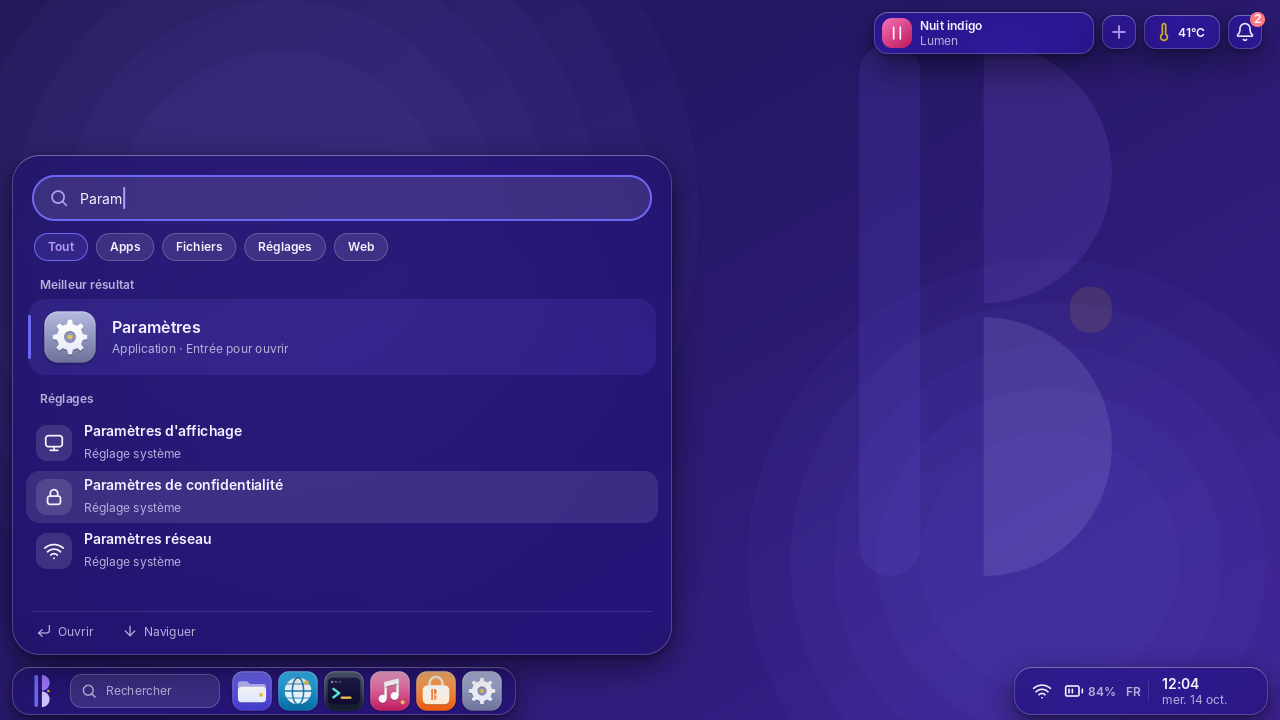 Nuit indigo
Lumen
41°C
2
Param
Tout
Apps
Fichiers
Réglages
Web
Meilleur résultat
Paramètres
Application · Entrée pour ouvrir
Réglages
Paramètres d'affichage
Réglage système
Paramètres de confidentialité
Réglage système
Paramètres réseau
Réglage système
Ouvrir
Naviguer
Rechercher
84%
FR
12:04
mer. 14 oct.